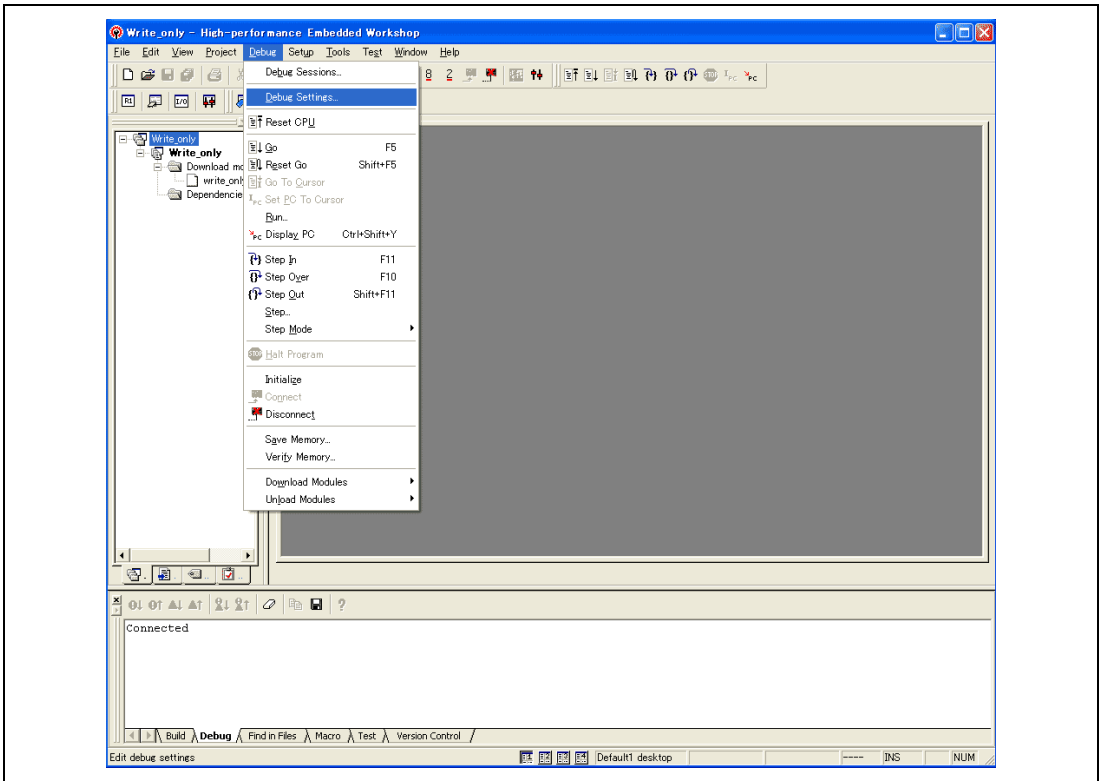 Write_only - High-performance Embedded Workshop
File Edit View Project Debug Setup Tools Test Window Help
Debug Sessions...
Debug Settings...
Reset CPU
Go F5
Reset Go Shift+F5
Go To Cursor
Set PC To Cursor
Run...
Display PC Ctrl+Shift+Y
Step In F11
Step Over F10
Step Out Shift+F11
Step...
Step Mode
Halt Program
Initialize
Connect
Disconnect
Save Memory...
Verify Memory...
Download Modules
Unload Modules
Write_only
Write_only
Download mo
write_onl
Dependencie
Connected
Build Debug Find in Files Macro Test Version Control
Edit debug settings Default1 desktop ---- INS NUM